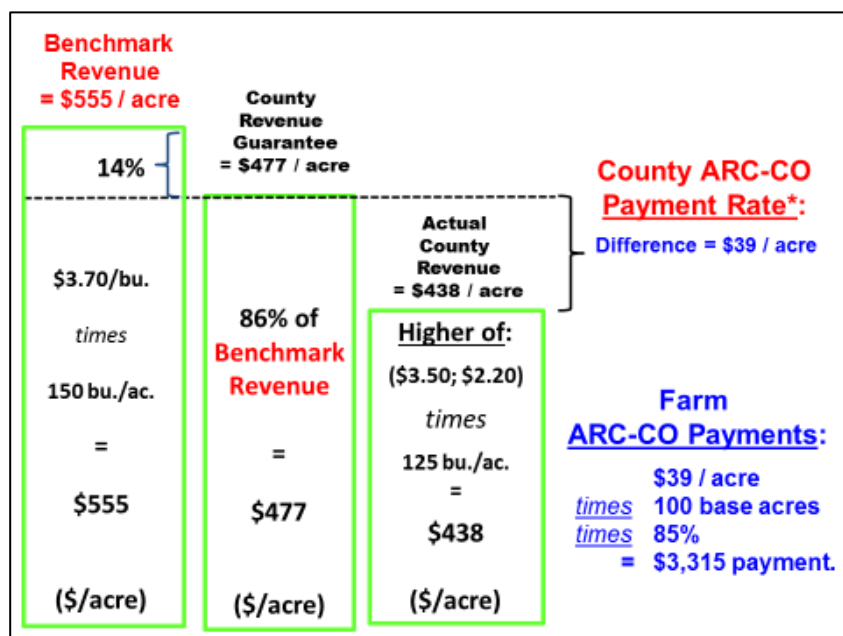 Benchmark
Revenue
= $555 / acre
14%
$3.70/bu.
times
150 bu./ac.
=
$555
($/acre)
County
Revenue
Guarantee
= $477 / acre
86% of
Benchmark
Revenue
=
$477
($/acre)
Actual
County
Revenue
= $438 / acre
Higher of:
($3.50; $2.20)
times
125 bu./ac.
=
$438
($/acre)
County ARC-CO
Payment Rate*:
Difference = $39 / acre
Farm
ARC-CO Payments:
$39 / acre
times 100 base acres
times 85%
= $3,315 payment.